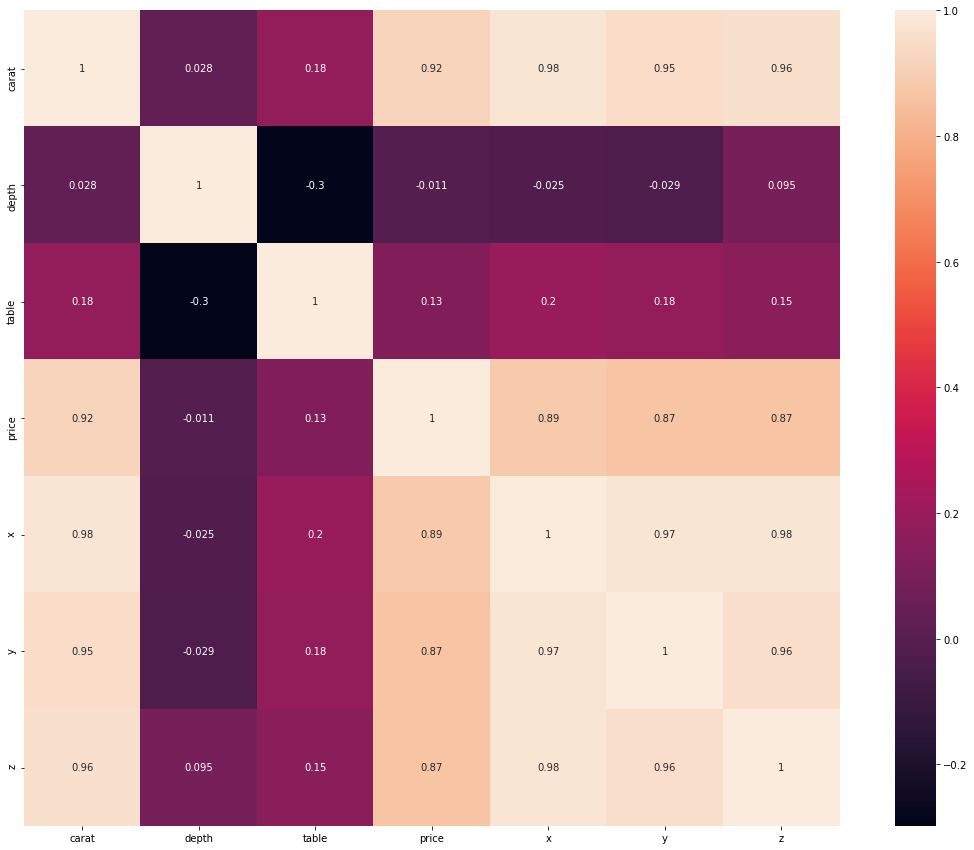 carat 1 0.028 0.18 0.92 0.98 0.95 0.96
depth 0.028 1 -0.3 -0.011 -0.025 -0.029 0.095
table 0.18 -0.3 1 0.13 0.2 0.18 0.15
price 0.92 -0.011 0.13 1 0.89 0.87 0.87
x 0.98 -0.025 0.2 0.89 1 0.97 0.98
y 0.95 -0.029 0.18 0.87 0.97 1 0.96
z 0.96 0.095 0.15 0.87 0.98 0.96 1
carat depth table price x y z
1.0
0.8
0.6
0.4
0.2
0.0
−0.2